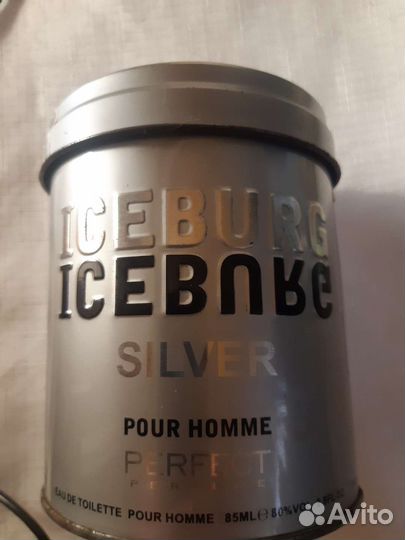 ICEBURG
ICEBURG
SILVER
POUR HOMME
PERFECT
EAU DE TOILETTE POUR HOMME 85ML℮ 80%VOL
Avito